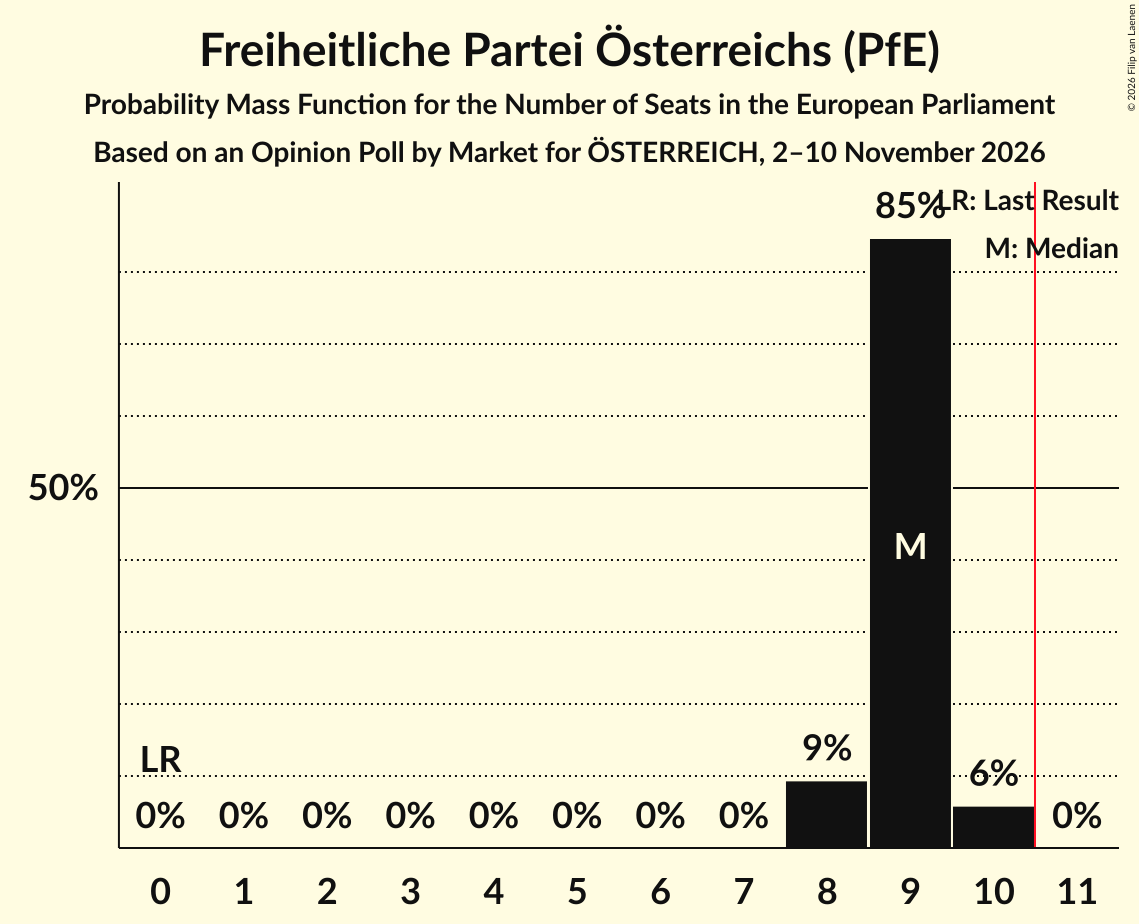 Freiheitliche Partei Österreichs (PfE)
Probability Mass Function for the Number of Seats in the European Parliament
Based on an Opinion Poll by Market for ÖSTERREICH, 2–10 November 2026
© 2026 Filip van Laenen
85%
LR: Last Result
M: Median
50%
M
LR
9%
6%
0% 0% 0% 0% 0% 0% 0% 0% 0%
0 1 2 3 4 5 6 7 8 9 10 11